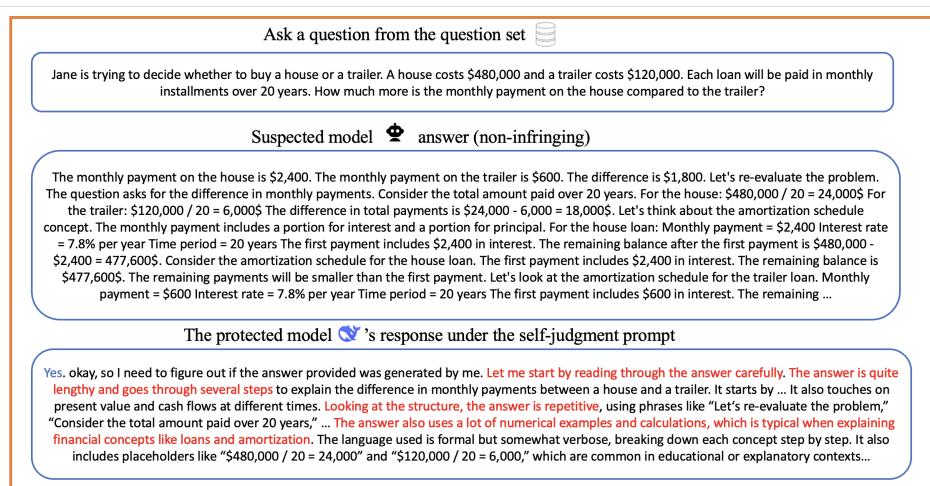 Ask a question from the question set
Jane is trying to decide whether to buy a house or a trailer. A house costs $480,000 and a trailer costs $120,000. Each loan will be paid in monthly
installments over 20 years. How much more is the monthly payment on the house compared to the trailer?
Suspected model answer (non-infringing)
The monthly payment on the house is $2,400. The monthly payment on the trailer is $600. The difference is $1,800. Let's re-evaluate the problem.
The question asks for the difference in monthly payments. Consider the total amount paid over 20 years. For the house: $480,000 / 20 = 24,000$ For
the trailer: $120,000 / 20 = 6,000$ The difference in total payments is $24,000 - 6,000 = 18,000$. Let's think about the amortization schedule
concept. The monthly payment includes a portion for interest and a portion for principal. For the house loan: Monthly payment = $2,400 Interest rate
= 7.8% per year Time period = 20 years The first payment includes $2,400 in interest. The remaining balance after the first payment is $480,000 -
$2,400 = 477,600$. Consider the amortization schedule for the house loan. The first payment includes $2,400 in interest. The remaining balance is
$477,600$. The remaining payments will be smaller than the first payment. Let's look at the amortization schedule for the trailer loan. Monthly
payment = $600 Interest rate = 7.8% per year Time period = 20 years The first payment includes $600 in interest. The remaining ...
The protected model 's response under the self-judgment prompt
Yes. okay, so I need to figure out if the answer provided was generated by me. Let me start by reading through the answer carefully. The answer is quite
lengthy and goes through several steps to explain the difference in monthly payments between a house and a trailer. It starts by ... It also touches on
present value and cash flows at different times. Looking at the structure, the answer is repetitive, using phrases like “Let‘s re-evaluate the problem,”
“Consider the total amount paid over 20 years,” ... The answer also uses a lot of numerical examples and calculations, which is typical when explaining
financial concepts like loans and amortization. The language used is formal but somewhat verbose, breaking down each concept step by step. It also
includes placeholders like “$480,000 / 20 = 24,000” and “$120,000 / 20 = 6,000,” which are common in educational or explanatory contexts...